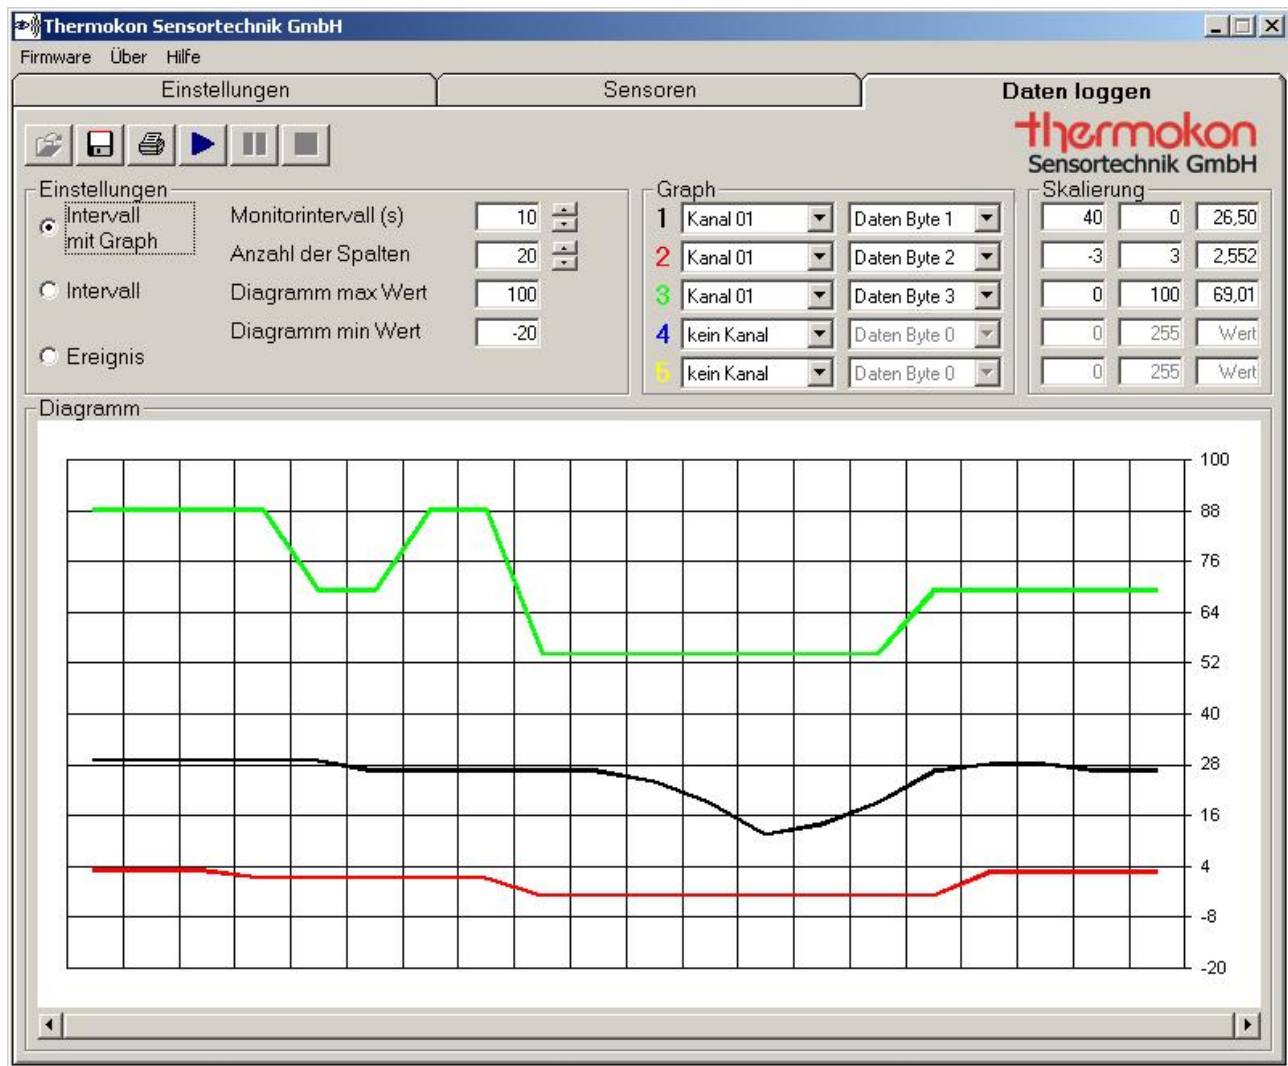 Thermokon Sensortechnik GmbH
Firmware Über Hilfe
Einstellungen Sensoren Daten loggen
thermokon
Sensortechnik GmbH
Einstellungen
Intervall
mit Graph
Intervall
Ereignis
Monitorintervall (s) 10
Anzahl der Spalten 20
Diagramm max Wert 100
Diagramm min Wert -20
Graph
1 Kanal 01 Daten Byte 1
2 Kanal 01 Daten Byte 2
3 Kanal 01 Daten Byte 3
4 kein Kanal Daten Byte 0
5 kein Kanal Daten Byte 0
Skalierung
40 0 26,50
-3 3 2,552
0 100 69,01
0 255 Wert
0 255 Wert
Diagramm
100
88
76
64
52
40
28
16
4
-8
-20